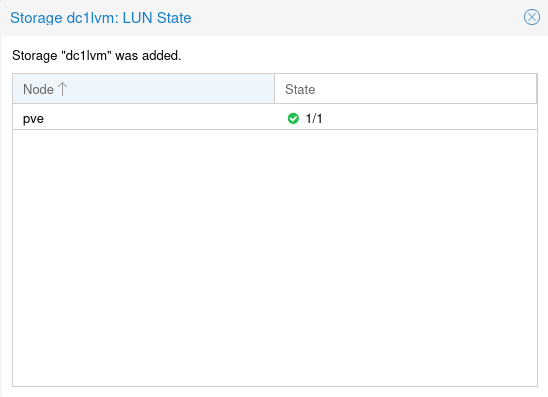 Storage dc1lvm: LUN State
Storage "dc1lvm" was added.
Node State
pve 1/1